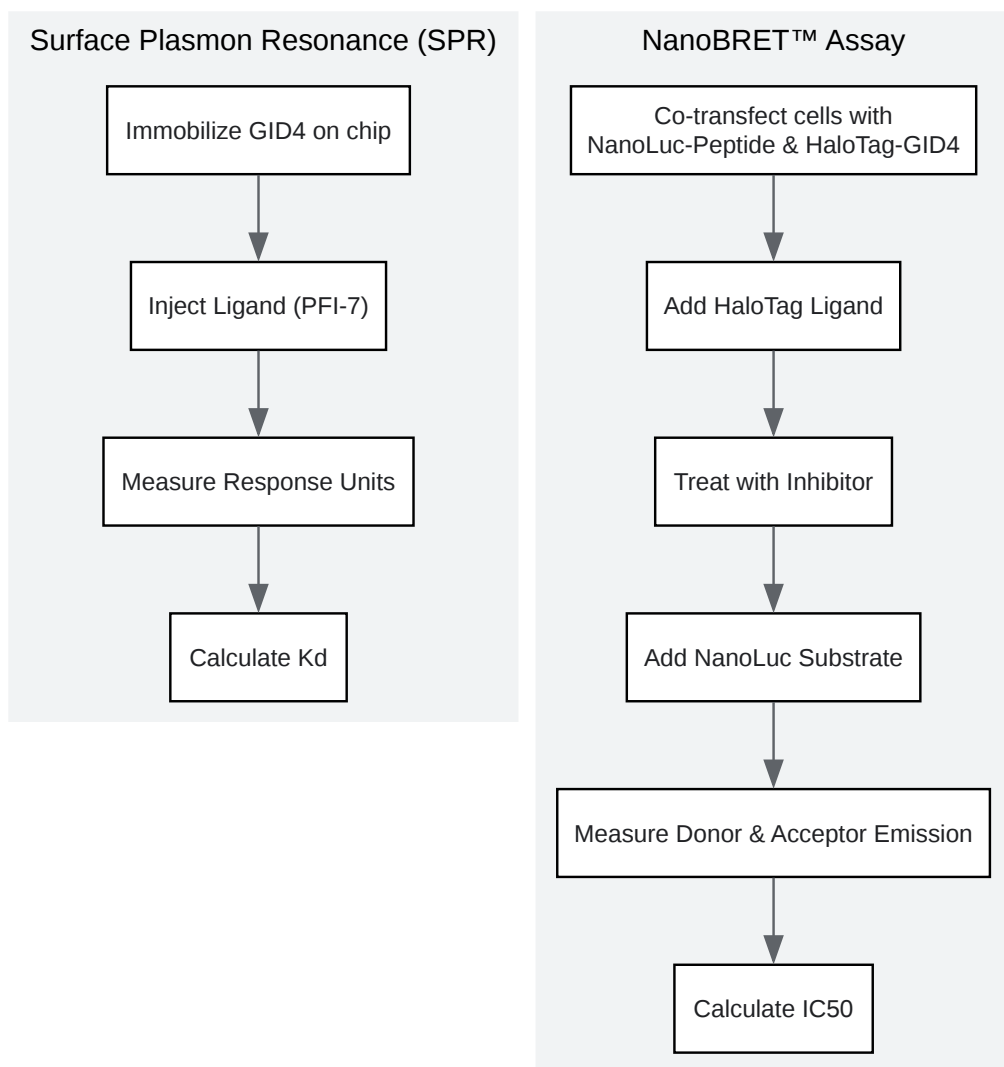 Surface Plasmon Resonance (SPR)
Immobilize GID4 on chip
Inject Ligand (PFI-7)
Measure Response Units
Calculate Kd
NanoBRET™ Assay
Co-transfect cells with
NanoLuc-Peptide & HaloTag-GID4
Add HaloTag Ligand
Treat with Inhibitor
Add NanoLuc Substrate
Measure Donor & Acceptor Emission
Calculate IC50